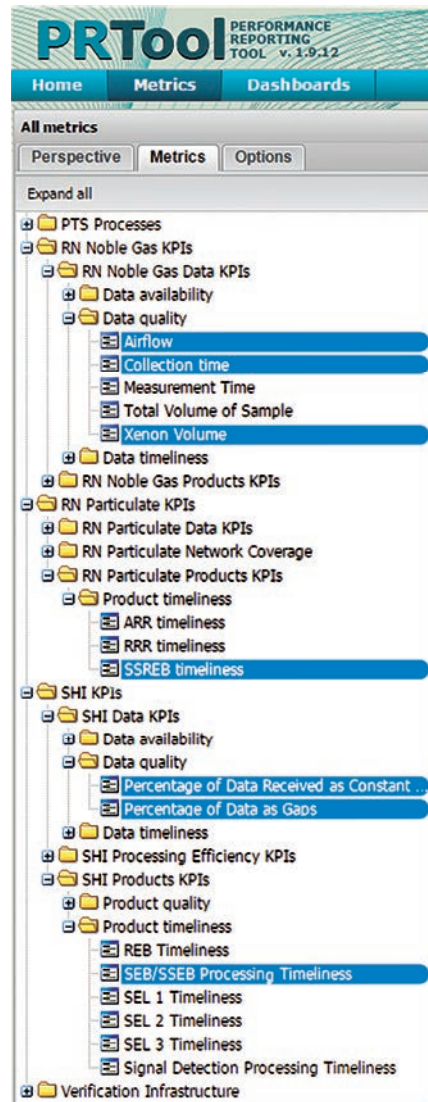 PRTool PERFORMANCE
REPORTING
TOOL v. 1.9.12
Home Metrics Dashboards
All metrics
Perspective Metrics Options
Expand all
PTS Processes
RN Noble Gas KPIs
RN Noble Gas Data KPIs
Data availability
Data quality
Airflow
Collection time
Measurement Time
Total Volume of Sample
Xenon Volume
Data timeliness
RN Noble Gas Products KPIs
RN Particulate KPIs
RN Particulate Data KPIs
RN Particulate Network Coverage
RN Particulate Products KPIs
Product timeliness
ARR timeliness
RRR timeliness
SSREB timeliness
SHI KPIs
SHI Data KPIs
Data availability
Data quality
Percentage of Data Received as Constant ...
Percentage of Data as Gaps
Data timeliness
SHI Processing Efficiency KPIs
SHI Products KPIs
Product quality
Product timeliness
REB Timeliness
SEB/SSEB Processing Timeliness
SEL 1 Timeliness
SEL 2 Timeliness
SEL 3 Timeliness
Signal Detection Processing Timeliness
Verification Infrastructure